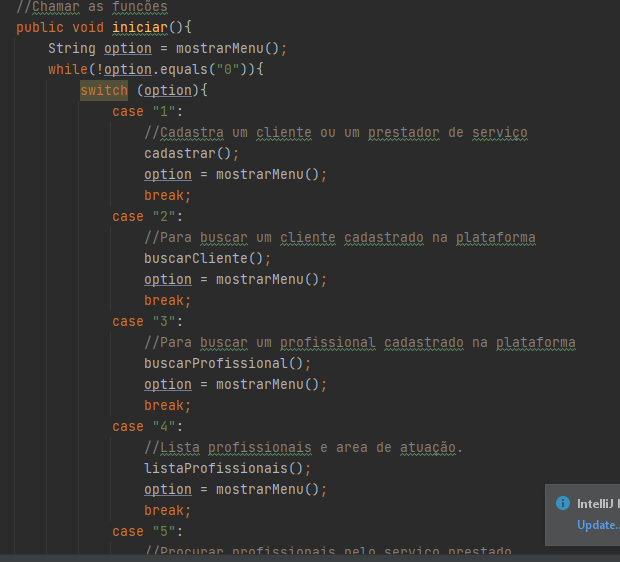 //Chamar as funcões
public void iniciar(){
String option = mostrarMenu();
while(!option.equals("0")){
switch (option){
case "1":
//Cadastra um cliente ou um prestador de serviço
cadastrar();
option = mostrarMenu();
break;
case "2":
//Para buscar um cliente cadastrado na plataforma
buscarCliente();
option = mostrarMenu();
break;
case "3":
//Para buscar um profissional cadastrado na plataforma
buscarProfissional();
option = mostrarMenu();
break;
case "4":
//Lista profissionais e area de atuação.
listaProfissionais();
option = mostrarMenu();
break;
case "5":
//Procurar profissionais pelo serviço prestado
IntelliJ
Update..